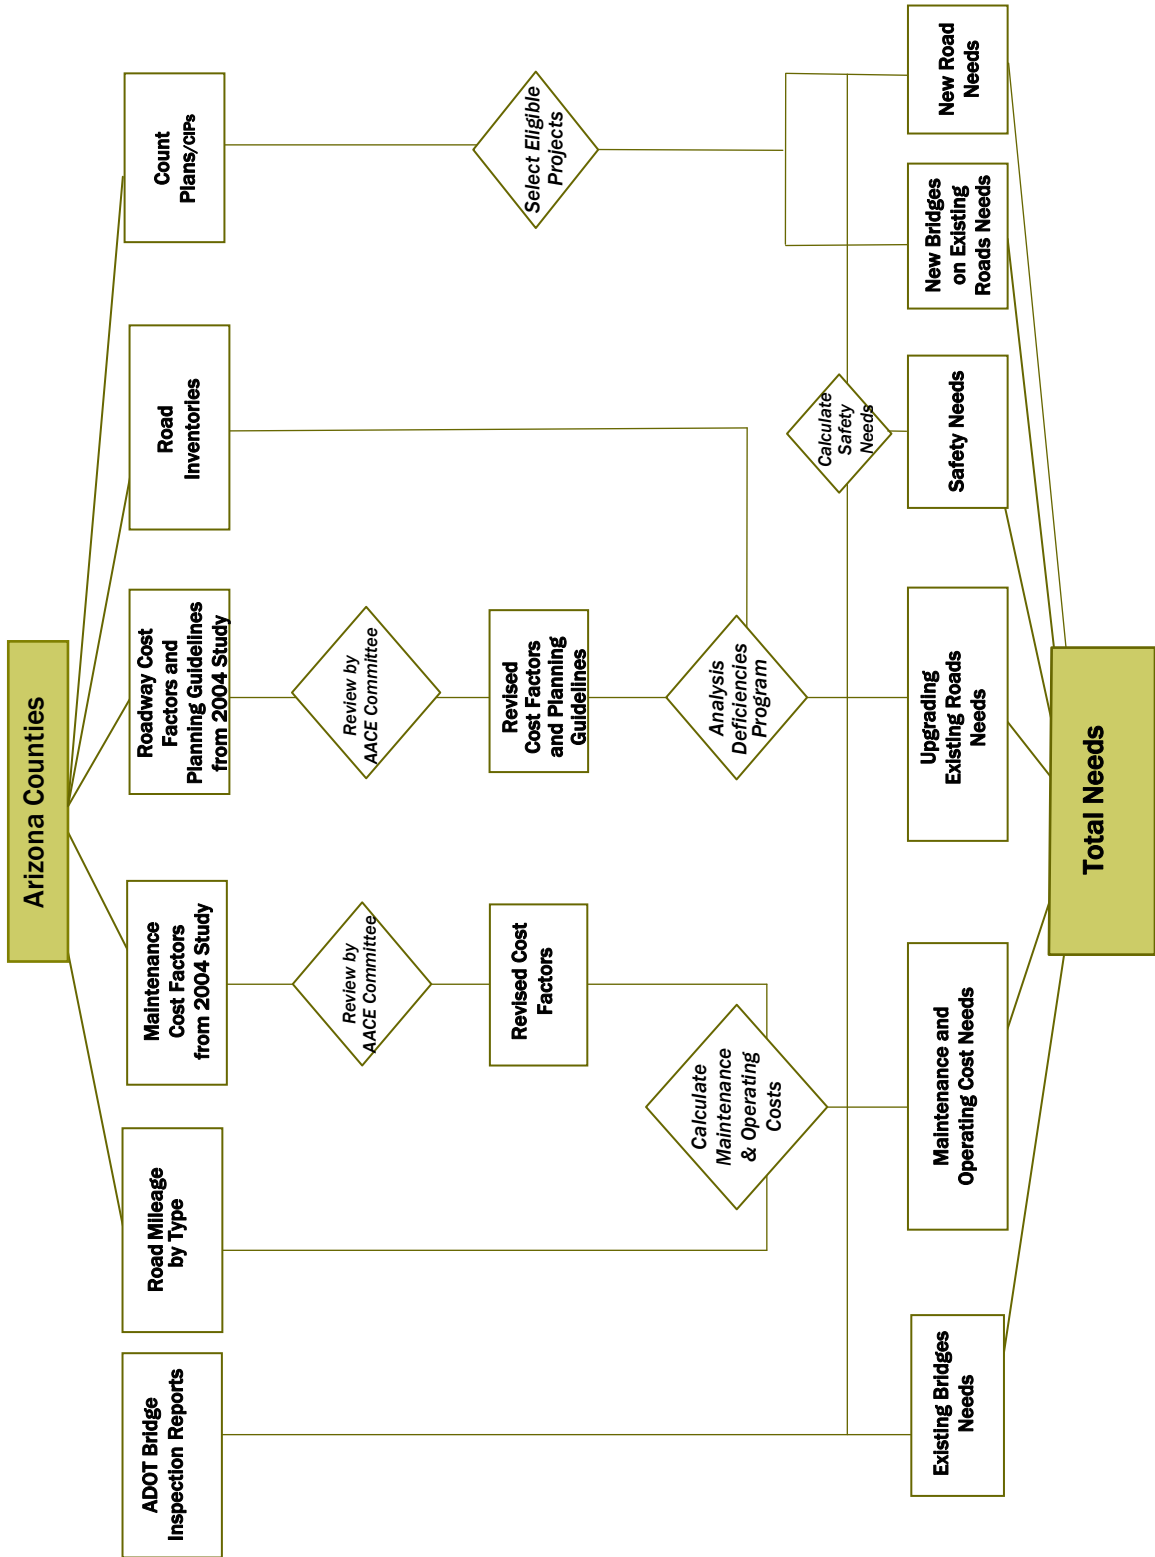 Arizona Counties
ADOT Bridge
Inspection Reports
Road Mileage
by Type
Maintenance
Cost Factors
from 2004 Study
Roadway Cost
Factors and
Planning Guidelines
from 2004 Study
Road
Inventories
Count
Plans/CIPs
Review by
AACE Committee
Review by
AACE Committee
Select Eligible
Projects
Revised Cost
Factors
Revised
Cost Factors
and Planning
Guidelines
Calculate
Maintenance
& Operating
Costs
Analysis
Deficiencies
Program
Calculate
Safety
Needs
Existing Bridges
Needs
Maintenance and
Operating Cost Needs
Upgrading
Existing Roads
Needs
Safety Needs
New Bridges
on Existing
Roads Needs
New Road
Needs
Total Needs